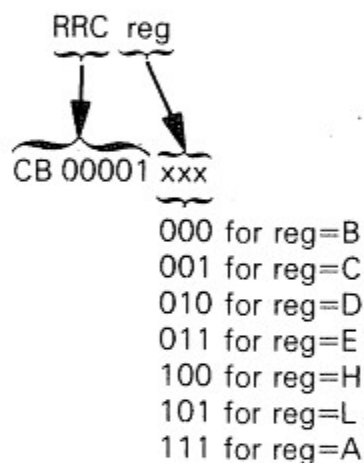 RRC reg
CB 00001 xxx
000 for reg=B
001 for reg=C
010 for reg=D
011 for reg=E
100 for reg=H
101 for reg=L
111 for reg=A